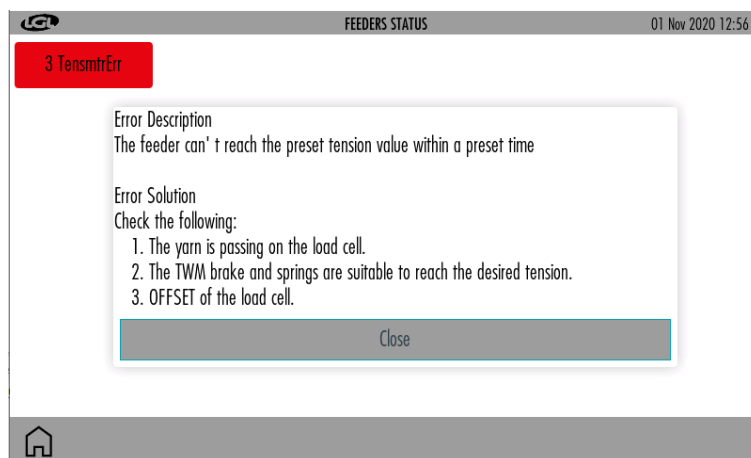 LGL
FEEDERS STATUS
01 Nov 2020 12:56
3 TensmtrErr
Error Description
The feeder can' t reach the preset tension value within a preset time
Error Solution
Check the following:
1. The yarn is passing on the load cell.
2. The TWM brake and springs are suitable to reach the desired tension.
3. OFFSET of the load cell.
Close